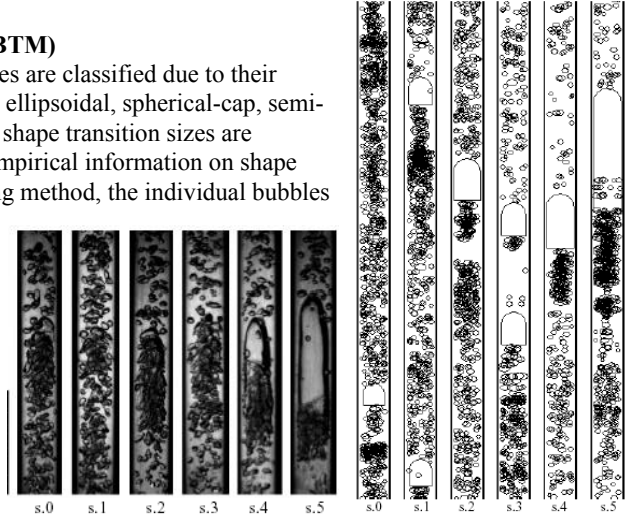 BTM)
es are classified due to their
ellipsoidal, spherical-cap, semi-
shape transition sizes are
mpirical information on shape
ng method, the individual bubbles
s.0 s.1 s.2 s.3 s.4 s.5
s.0 s.1 s.2 s.3 s.4 s.5